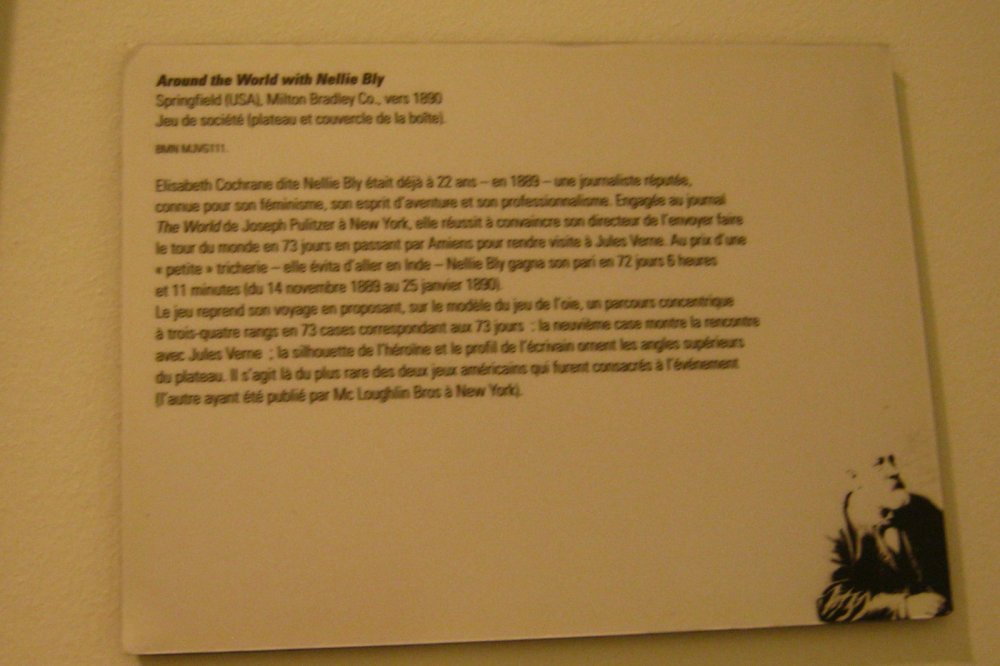 Around the World with Nellie Bly
Springfield (USA), Milton Bradley Co., vers 1890
Jeu de société (plateau et couvercle de la boîte).
BMN MJVG111.
Elisabeth Cochrane dite Nellie Bly était déjà à 22 ans – en 1889 – une journaliste réputée,
connue pour son féminisme, son esprit d'aventure et son professionnalisme. Engagée au journal
The World de Joseph Pulitzer à New York, elle réussit à convaincre son directeur de l'envoyer faire
le tour du monde en 73 jours en passant par Amiens pour rendre visite à Jules Verne. Au prix d'une
« petite » tricherie – elle évita d'aller en Inde – Nellie Bly gagna son pari en 72 jours 6 heures
et 11 minutes (du 14 novembre 1889 au 25 janvier 1890).
Le jeu reprend son voyage en proposant, sur le modèle du jeu de l'oie, un parcours concentrique
à trois-quatre rangs en 73 cases correspondant aux 73 jours : la neuvième case montre la rencontre
avec Jules Verne ; la silhouette de l'héroïne et le profil de l'écrivain ornent les angles supérieurs
du plateau. Il s'agit là du plus rare des deux jeux américains qui furent consacrés à l'événement
(l'autre ayant été publié par Mc Loughlin Bros à New York).